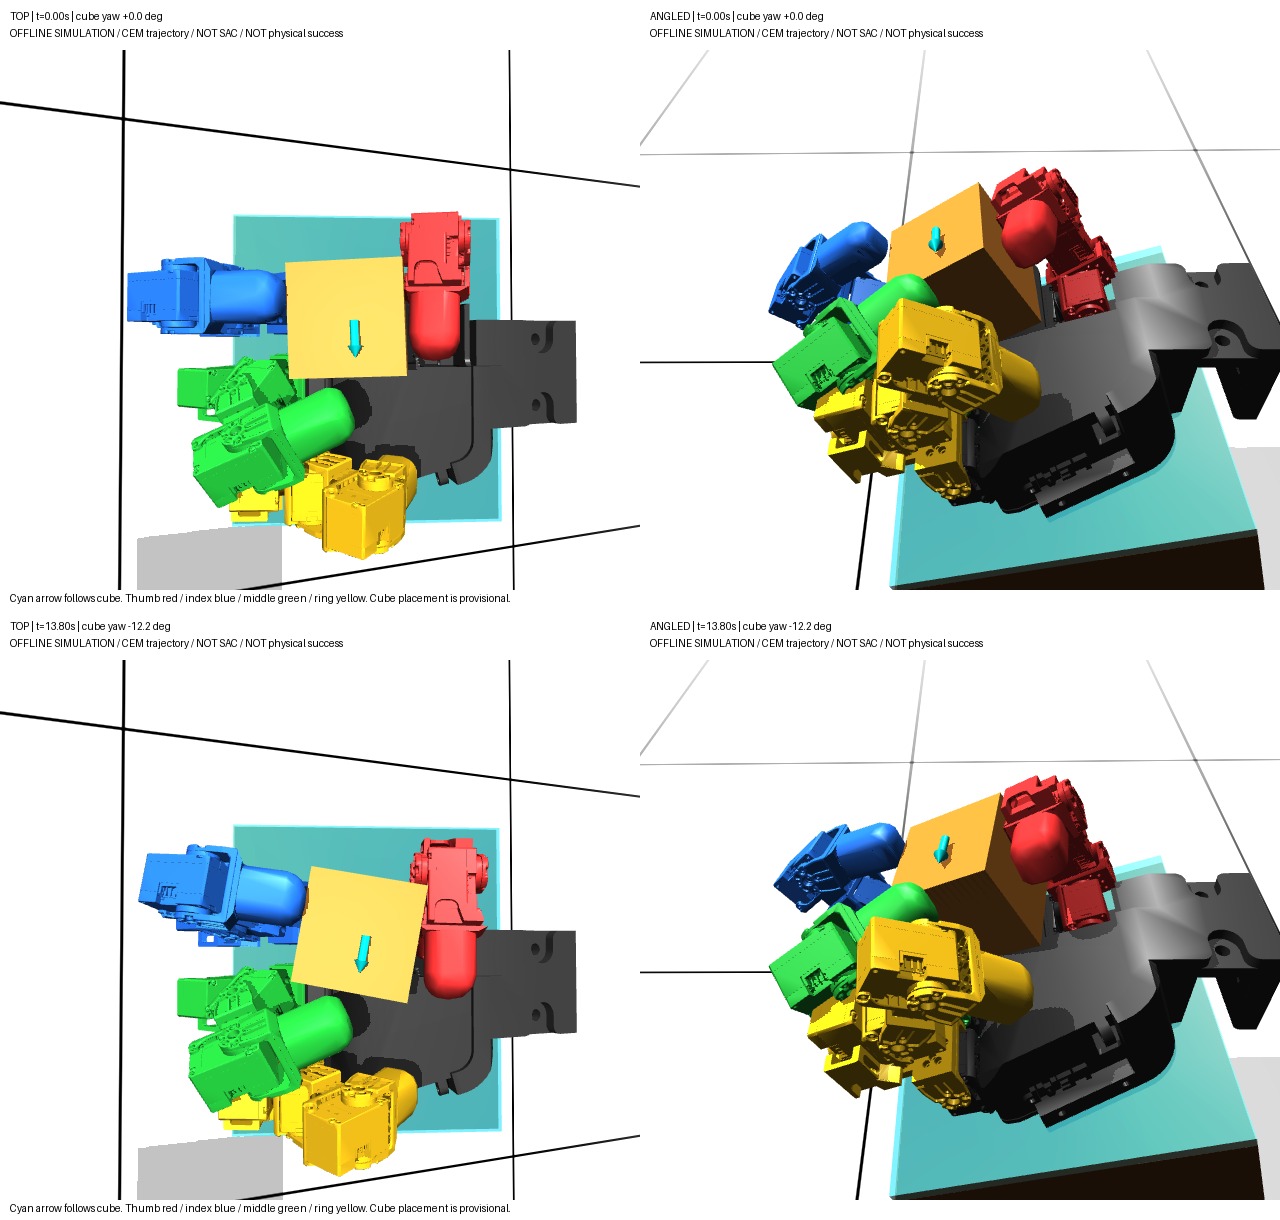 TOP | t=0.00s | cube yaw +0.0 deg
OFFLINE SIMULATION / CEM trajectory / NOT SAC / NOT physical success
ANGLED | t=0.00s | cube yaw +0.0 deg
OFFLINE SIMULATION / CEM trajectory / NOT SAC / NOT physical success
Cyan arrow follows cube. Thumb red / index blue / middle green / ring yellow. Cube placement is provisional.
TOP | t=13.80s | cube yaw -12.2 deg
OFFLINE SIMULATION / CEM trajectory / NOT SAC / NOT physical success
ANGLED | t=13.80s | cube yaw -12.2 deg
OFFLINE SIMULATION / CEM trajectory / NOT SAC / NOT physical success
Cyan arrow follows cube. Thumb red / index blue / middle green / ring yellow. Cube placement is provisional.